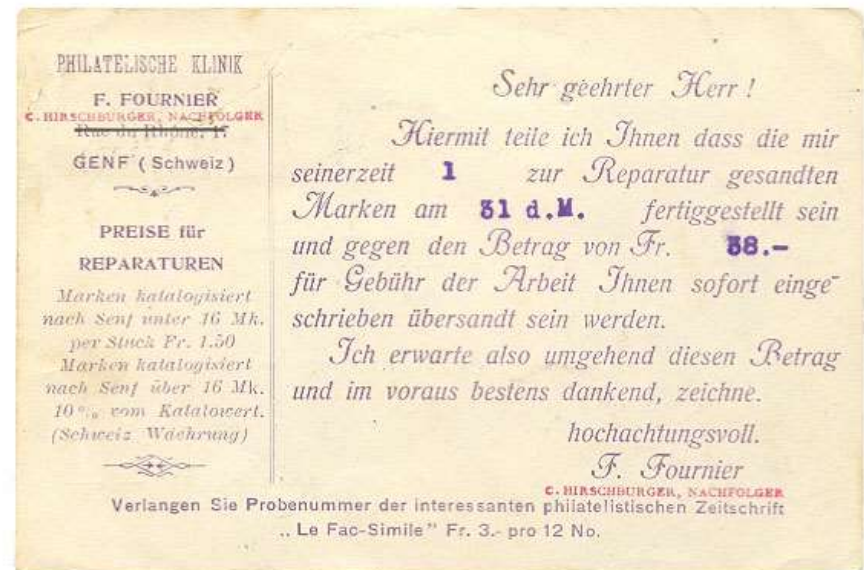 PHILATELISCHE KLINIK
F. FOURNIER
C. HIRSCHBURGER, NACHFOLGER
Rue du Rhône, 17
GENF (Schweiz)
PREISE für
REPARATUREN
Marken katalogisiert
nach Senf unter 16 Mk.
per Stuck Fr. 1.50
Marken katalogisiert
nach Senf über 16 Mk.
10% vom Katalowert.
(Schweiz Waehrung)
Sehr geehrter Herr !
Hiermit teile ich Ihnen dass die mir
seinerzeit 1 zur Reparatur gesandten
Marken am 31 d.M. fertiggestellt sein
und gegen den Betrag von Fr. 38.-
für Gebühr der Arbeit Ihnen sofort einge-
schrieben übersandt sein werden.
Ich erwarte also umgehend diesen Betrag
und im voraus bestens dankend, zeichne.
hochachtungsvoll.
F. Fournier
C. HIRSCHBURGER, NACHFOLGER
Verlangen Sie Probenummer der interessanten philatelistischen Zeitschrift
„ Le Fac-Simile " Fr. 3.- pro 12 No.